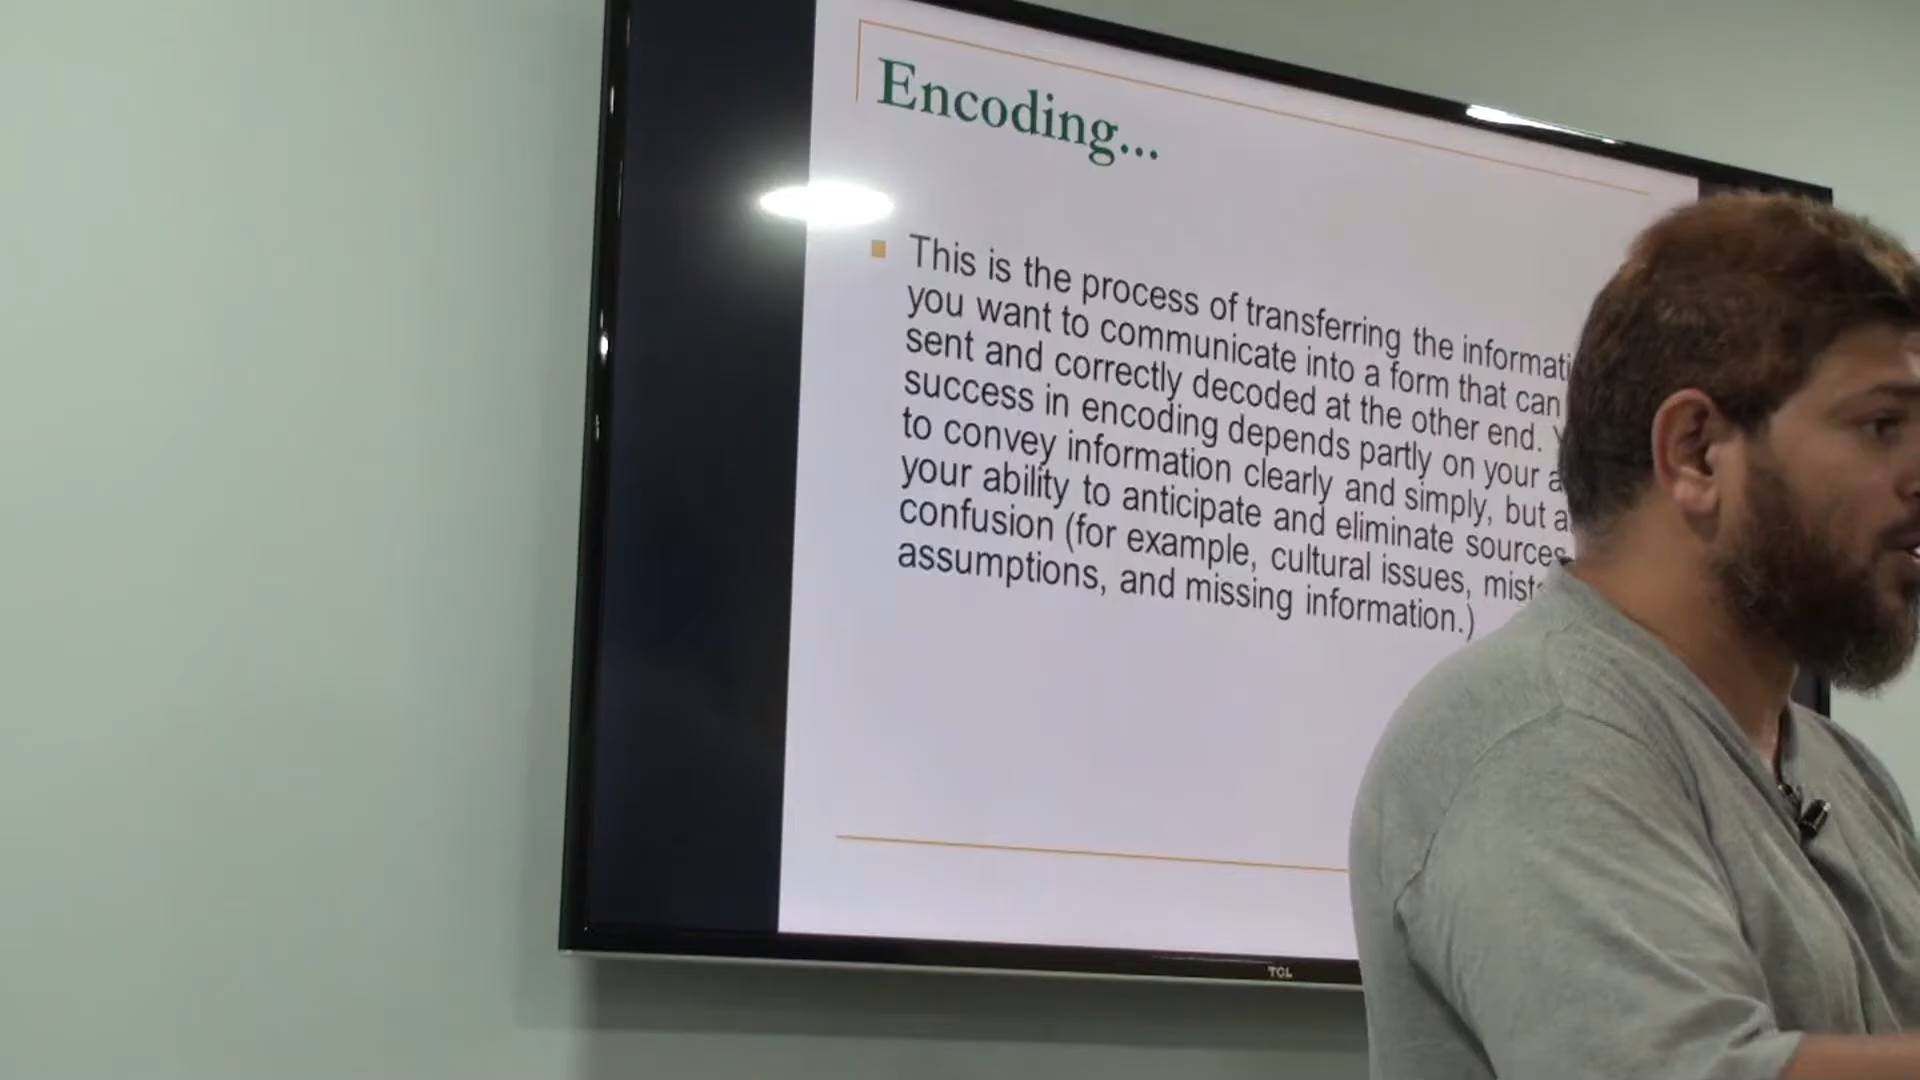 Encoding...
This is the process of transferring the
you want to communicate into a form that can
sent and correctly decoded at the other end.
success in encoding depends partly on your
to convey information clearly and simply, but
your ability to anticipate and eliminate sources
confusion (for example, cultural issues,
assumptions, and missing information.)
TCL